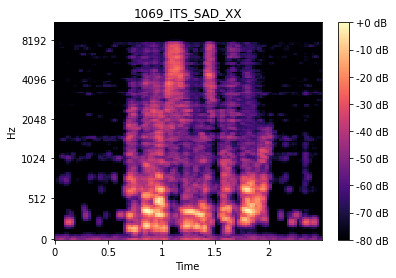 1069_ITS_SAD_XX
8192
4096
2048
1024
512
0
Hz
0
0.5
1
1.5
2
Time
+0 dB
-10 dB
-20 dB
-30 dB
-40 dB
-50 dB
-60 dB
-70 dB
-80 dB